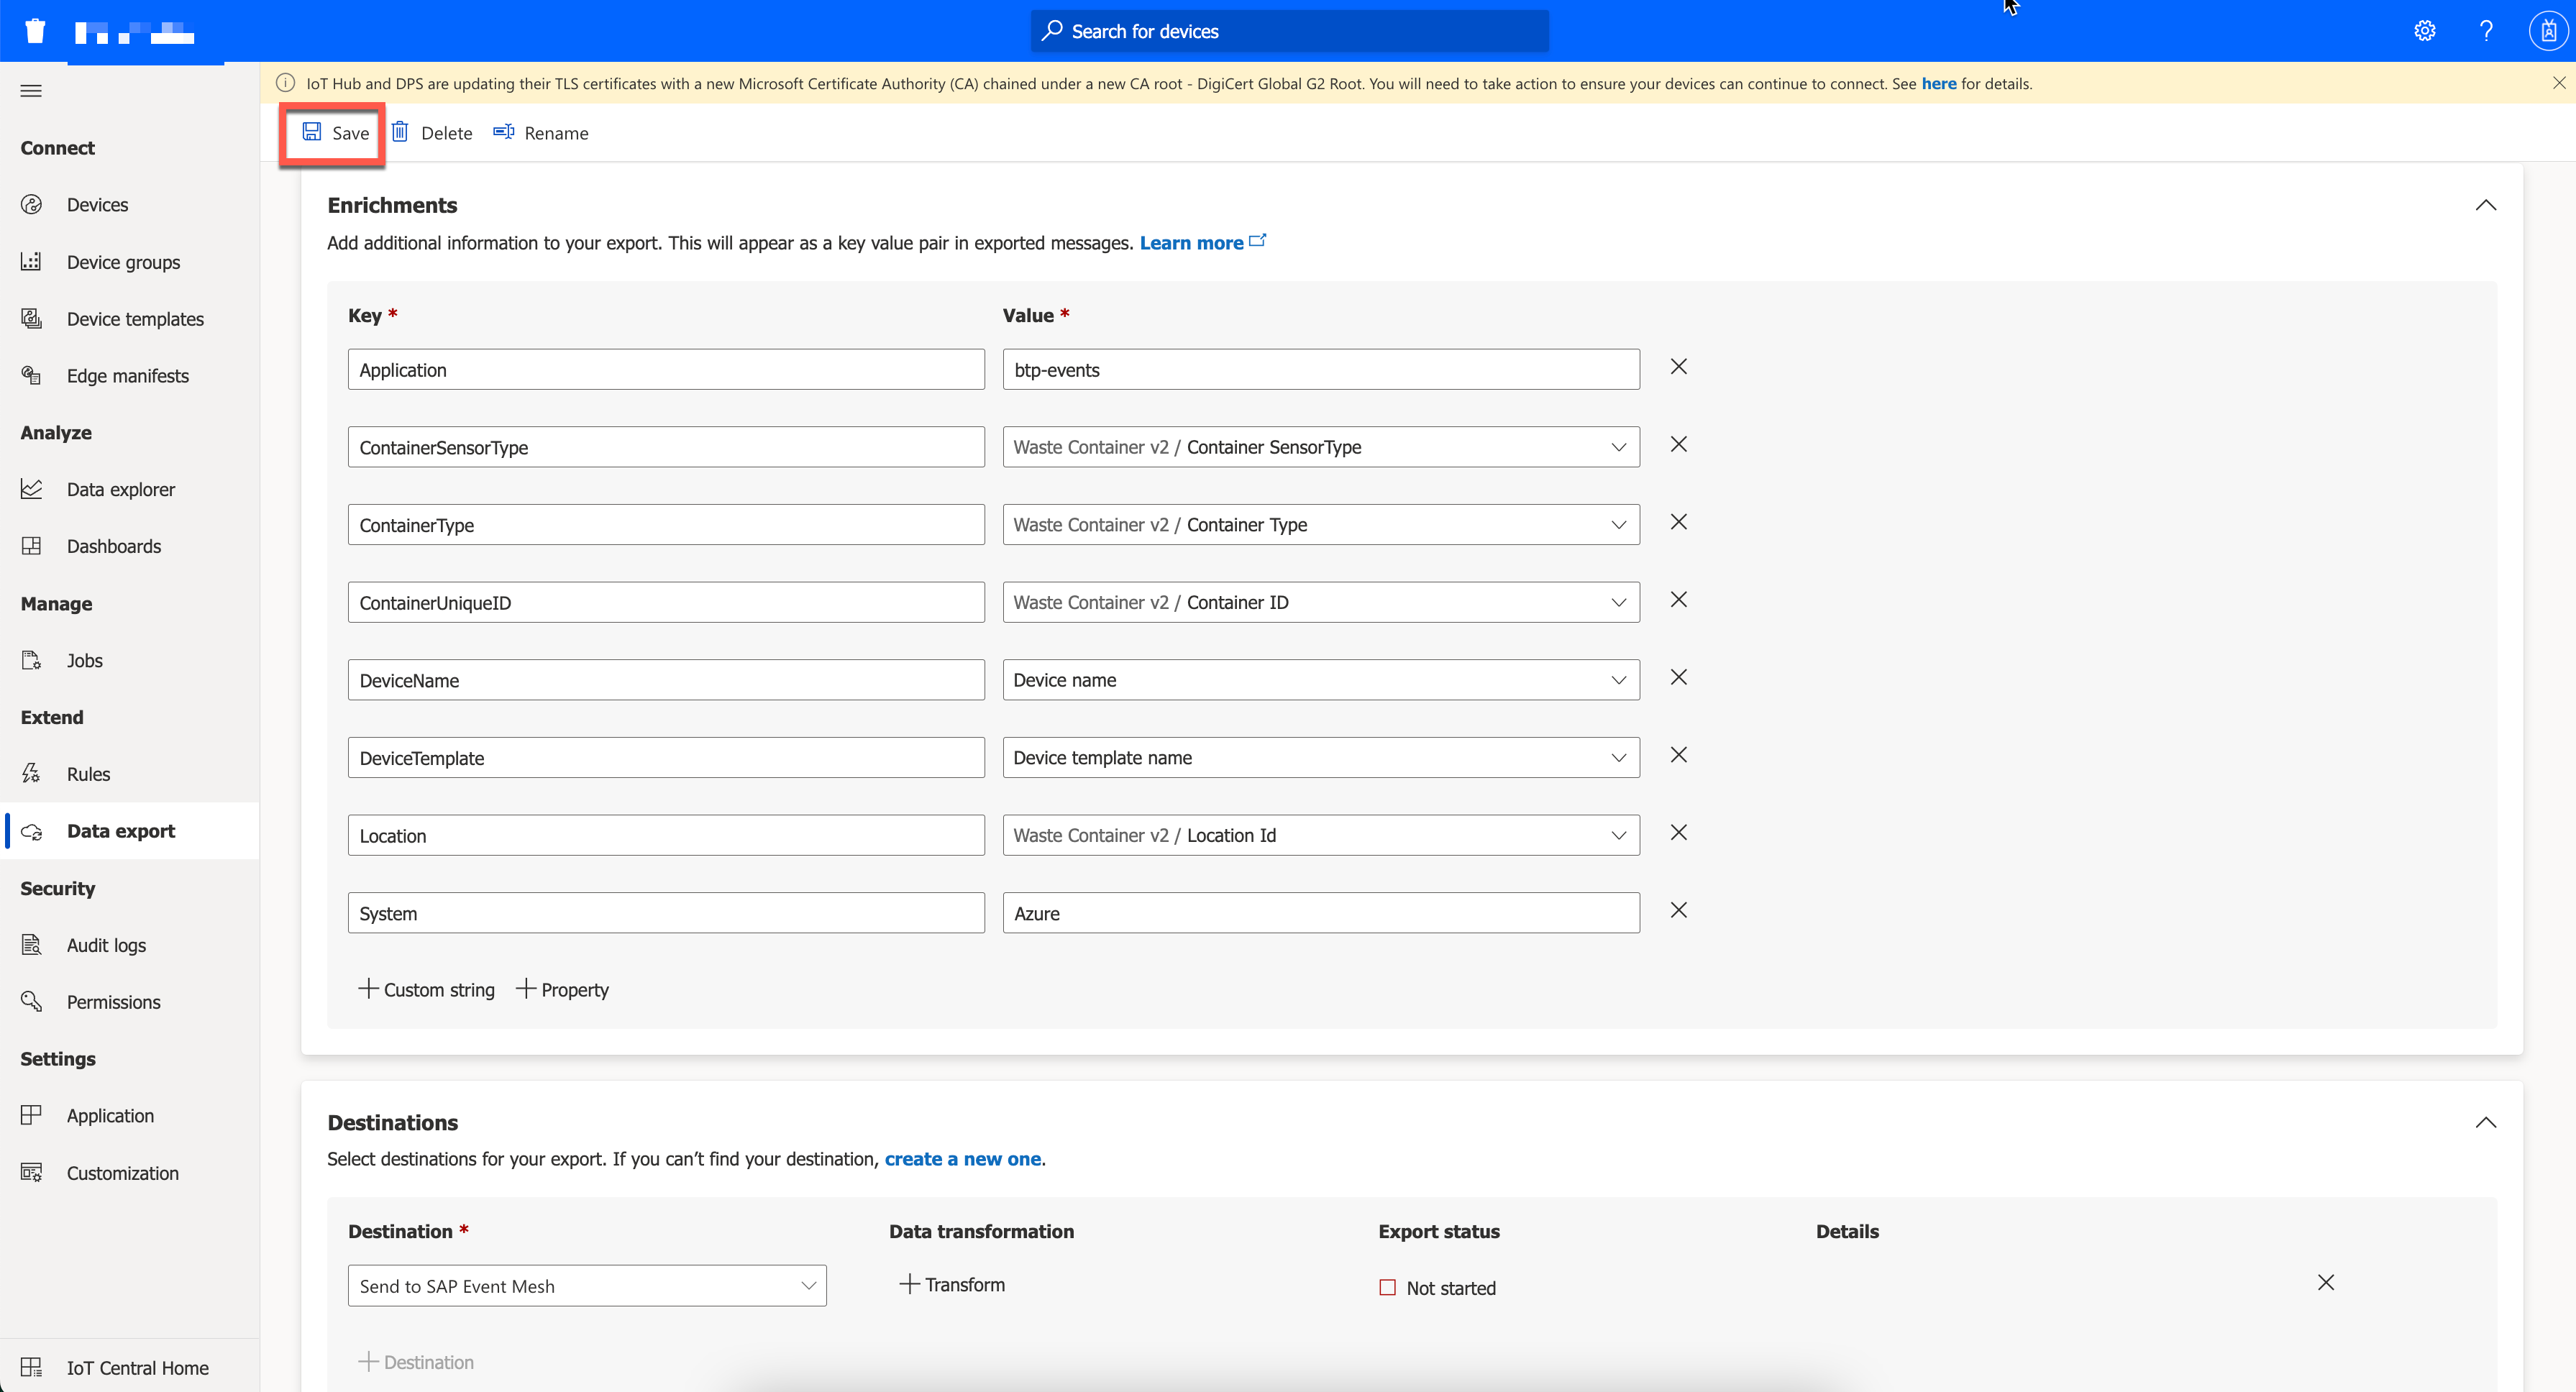 Search for devices
IoT Hub and DPS are updating their TLS certificates with a new Microsoft Certificate Authority (CA) chained under a new CA root - DigiCert Global G2 Root. You will need to take action to ensure your devices can continue to connect. See here for details.
Save
Delete
Rename
Connect
Devices
Device groups
Device templates
Edge manifests
Analyze
Data explorer
Dashboards
Manage
Jobs
Extend
Rules
Data export
Security
Audit logs
Permissions
Settings
Application
Customization
IoT Central Home
Enrichments
Add additional information to your export. This will appear as a key value pair in exported messages. Learn more
Key * Value *
Application btp-events
ContainerSensorType Waste Container v2 / Container SensorType
ContainerType Waste Container v2 / Container Type
ContainerUniqueID Waste Container v2 / Container ID
DeviceName Device name
DeviceTemplate Device template name
Location Waste Container v2 / Location Id
System Azure
Custom string Property
Destinations
Select destinations for your export. If you can’t find your destination, create a new one.
Destination * Data transformation Export status Details
Send to SAP Event Mesh Transform Not started
Destination